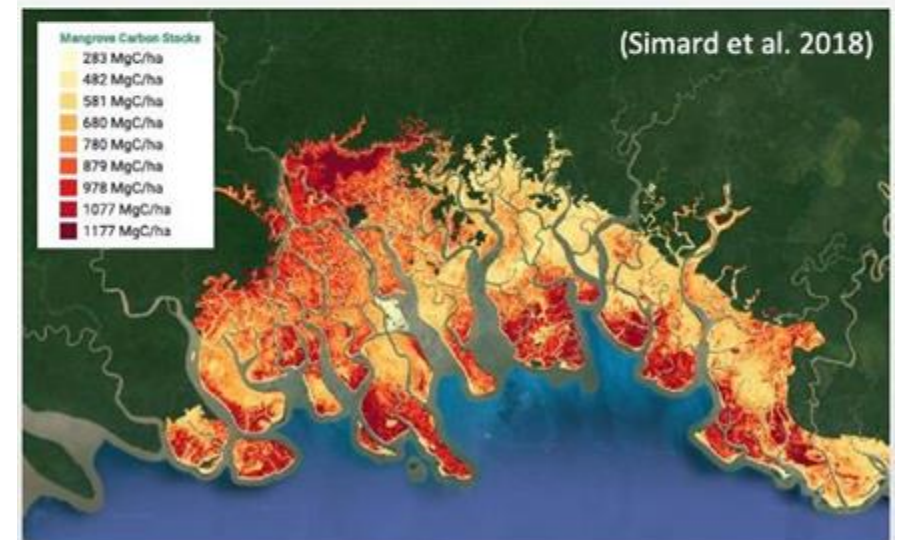 Mangrove Carbon Stocks
283 MgC/ha
482 MgC/ha
581 MgC/ha
680 MgC/ha
780 MgC/ha
879 MgC/ha
978 MgC/ha
1077 MgC/ha
1177 MgC/ha
(Simard et al. 2018)